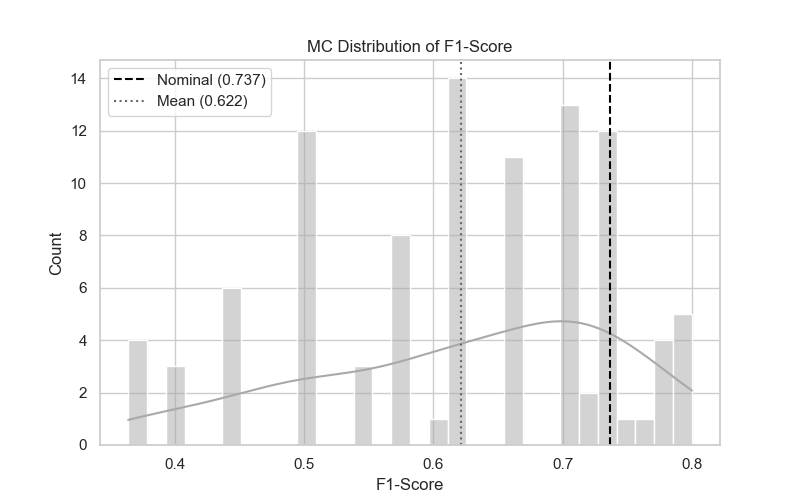 MC Distribution of F1-Score
Nominal (0.737)
Mean (0.622)
14
12
10
8
6
4
2
0
Count
0.4 0.5 0.6 0.7 0.8
F1-Score